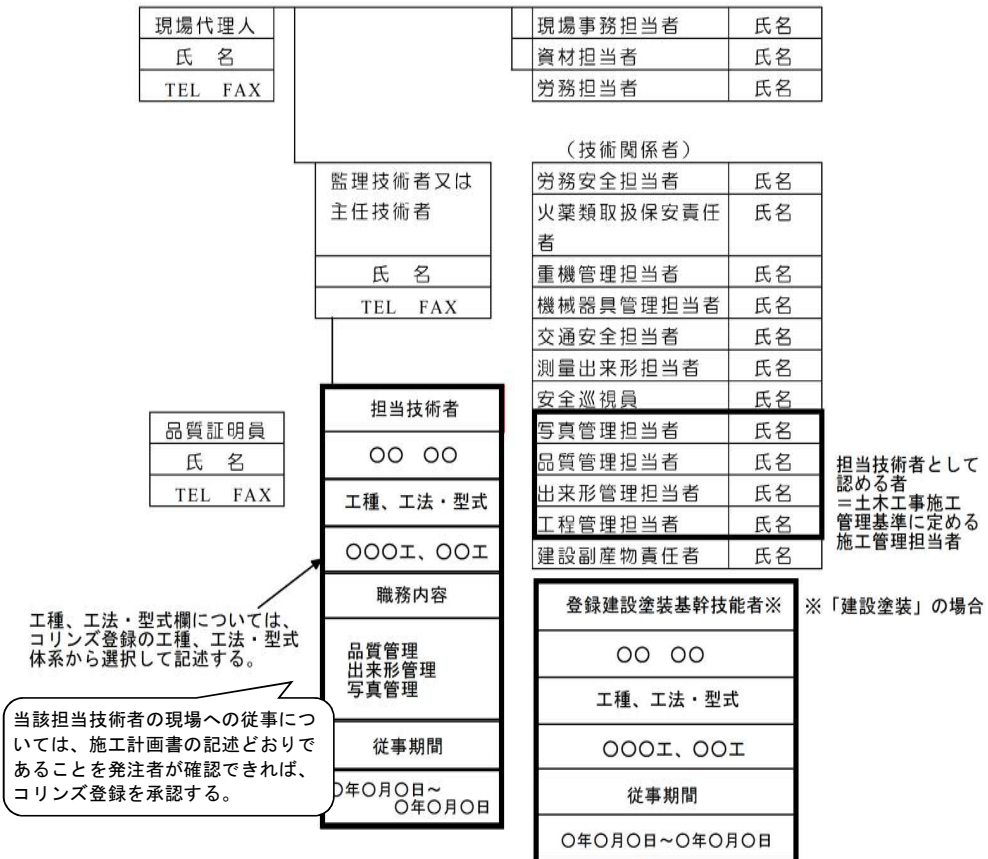 現場代理人
氏 名
TEL FAX
現場事務担当者 氏名
資材担当者 氏名
労務担当者 氏名
(技術関係者)
監理技術者又は
主任技術者
氏 名
TEL FAX
労務安全担当者 氏名
火薬類取扱保安責任 氏名
者
重機管理担当者 氏名
機械器具管理担当者 氏名
交通安全担当者 氏名
測量出来形担当者 氏名
安全巡視員 氏名
写真管理担当者 氏名
品質管理担当者 氏名
出来形管理担当者 氏名
工程管理担当者 氏名
建設副産物責任者 氏名
担当技術者として
認める者
=土木工事施工
管理基準に定める
施工管理担当者
品質証明員
氏 名
TEL FAX
担当技術者
○○ ○○
工種、工法・型式
○○○工、○○工
職務内容
品質管理
出来形管理
写真管理
従事期間
○年○月○日~
○年○月○日
工種、工法・型式欄については、
コリンズ登録の工種、工法・型式
体系から選択して記述する。
当該担当技術者の現場への従事につ
いては、施工計画書の記述どおりで
あることを発注者が確認できれば、
コリンズ登録を承認する。
登録建設塗装基幹技能者※
※「建設塗装」の場合
○○ ○○
工種、工法・型式
○○○工、○○工
従事期間
○年○月○日~○年○月○日